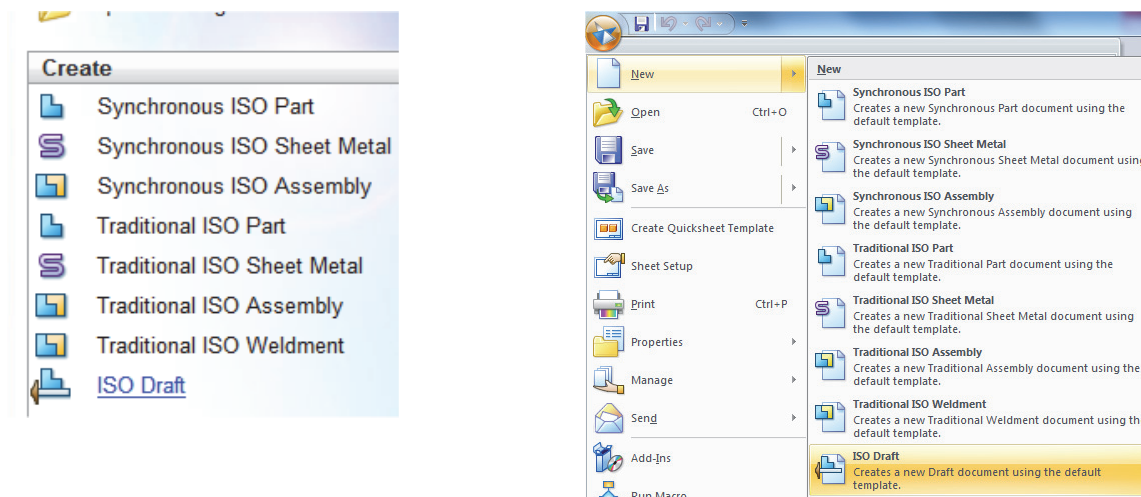 Create
Synchronous ISO Part
Synchronous ISO Sheet Metal
Synchronous ISO Assembly
Traditional ISO Part
Traditional ISO Sheet Metal
Traditional ISO Assembly
Traditional ISO Weldment
ISO Draft
New
Open Ctrl+O
Save
Save As
Create Quicksheet Template
Sheet Setup
Print Ctrl+P
Properties
Manage
Send
Add-Ins
Run Macro
New
Synchronous ISO Part
Creates a new Synchronous Part document using the
default template.
Synchronous ISO Sheet Metal
Creates a new Synchronous Sheet Metal document using
the default template.
Synchronous ISO Assembly
Creates a new Synchronous Assembly document using
the default template.
Traditional ISO Part
Creates a new Traditional Part document using the
default template.
Traditional ISO Sheet Metal
Creates a new Traditional Sheet Metal document using
the default template.
Traditional ISO Assembly
Creates a new Traditional Assembly document using the
default template.
Traditional ISO Weldment
Creates a new Traditional Weldment document using th
default template.
ISO Draft
Creates a new Draft document using the default
template.